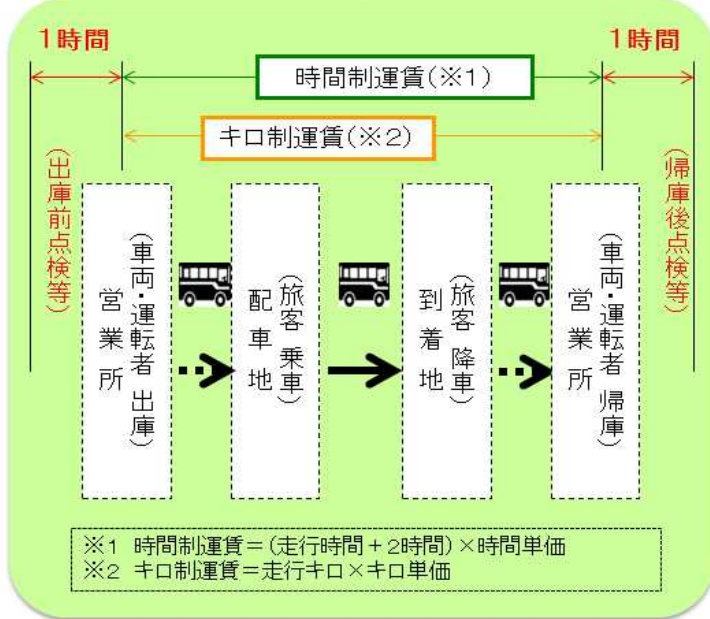 1時間
1時間
時間制運賃(※1)
キロ制運賃(※2)
(出庫前点検等)
営業所
(車両・運転者 出庫)
配車地
(旅客 乗車)
到着地
(旅客 降車)
営業所
(車両・運転者 帰庫)
(帰庫後点検等)
※1 時間制運賃=(走行時間+2時間)×時間単価
※2 キロ制運賃=走行キロ×キロ単価